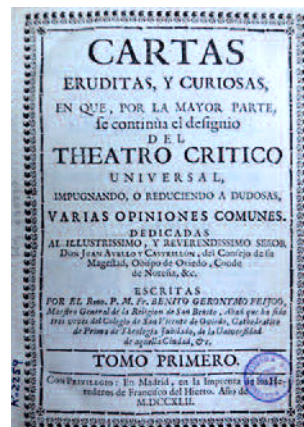 CARTAS
ERUDITAS, Y CURIOSAS,
EN QUE, POR LA MAYOR PARTE,
se continúa el designio
DEL
THEATRO CRITICO
UNIVERSAL,
IMPUGNANDO, O REDUCIENDO A DUDOSAS,
VARIAS OPINIONES COMUNES.
DEDICADAS
AL ILLUSTRISSIMO, Y REVERENDISSIMO SEÑOR
Don JUAN AVELLO Y CASTRILLON, del Consejo de su
Magestad, Obispo de Oviedo, Conde
de Noreña, &c.
ESCRITAS
POR EL Rmo. P. M. Fr. BENITO GERONYMO FEIJOO,
Maestro General de la Religion de San Benito, Abad que ha sido
tres veces del Colegio de San Vicente de Oviedo, Cathedratico
de Prima de Theologia Jubilado, de la Universidad
de aquella Ciudad, &c.
TOMO PRIMERO.
CON PRIVILEGIO: En Madrid, en la Imprenta de los He-
rederos de Francisco del Hierro. Año de
M.DCCXLII.